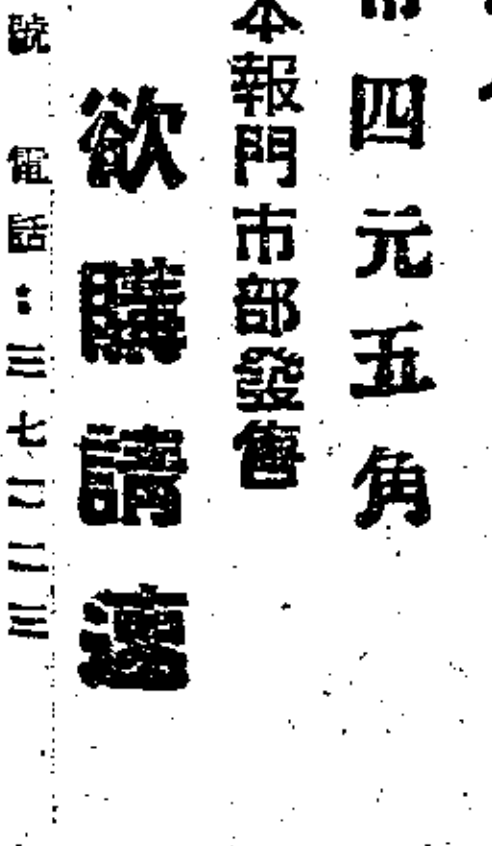 四元五角
本報門市部發售
欲購請速
號 電話：三七二二三